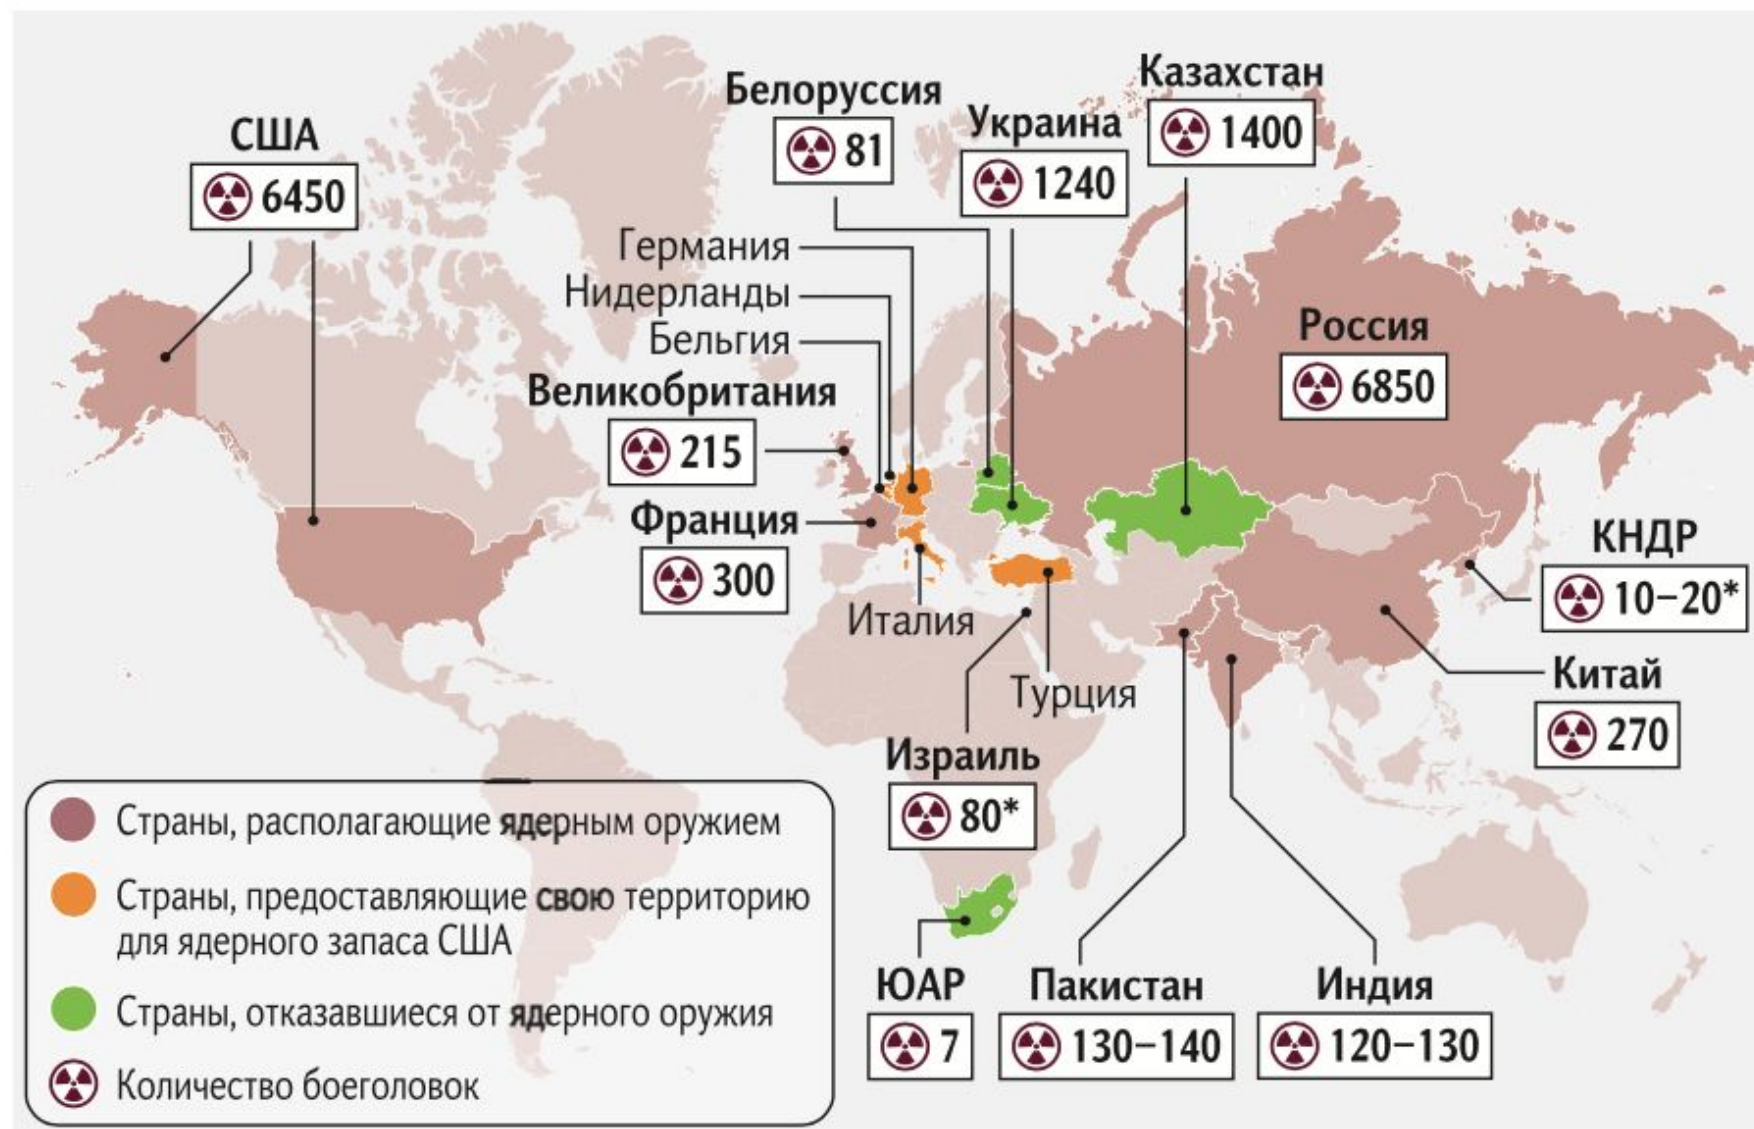 Казахстан
1400
Белоруссия
81
Украина
1240
США
6450
Германия
Нидерланды
Бельгия
Россия
6850
Великобритания
215
Франция
300
КНДР
10–20*
Италия
Турция
Китай
270
Израиль
80*
ЮАР
7
Пакистан
130–140
Индия
120–130
Страны, располагающие ядерным оружием
Страны, предоставляющие свою территорию
для ядерного запаса США
Страны, отказавшиеся от ядерного оружия
Количество боеголовок